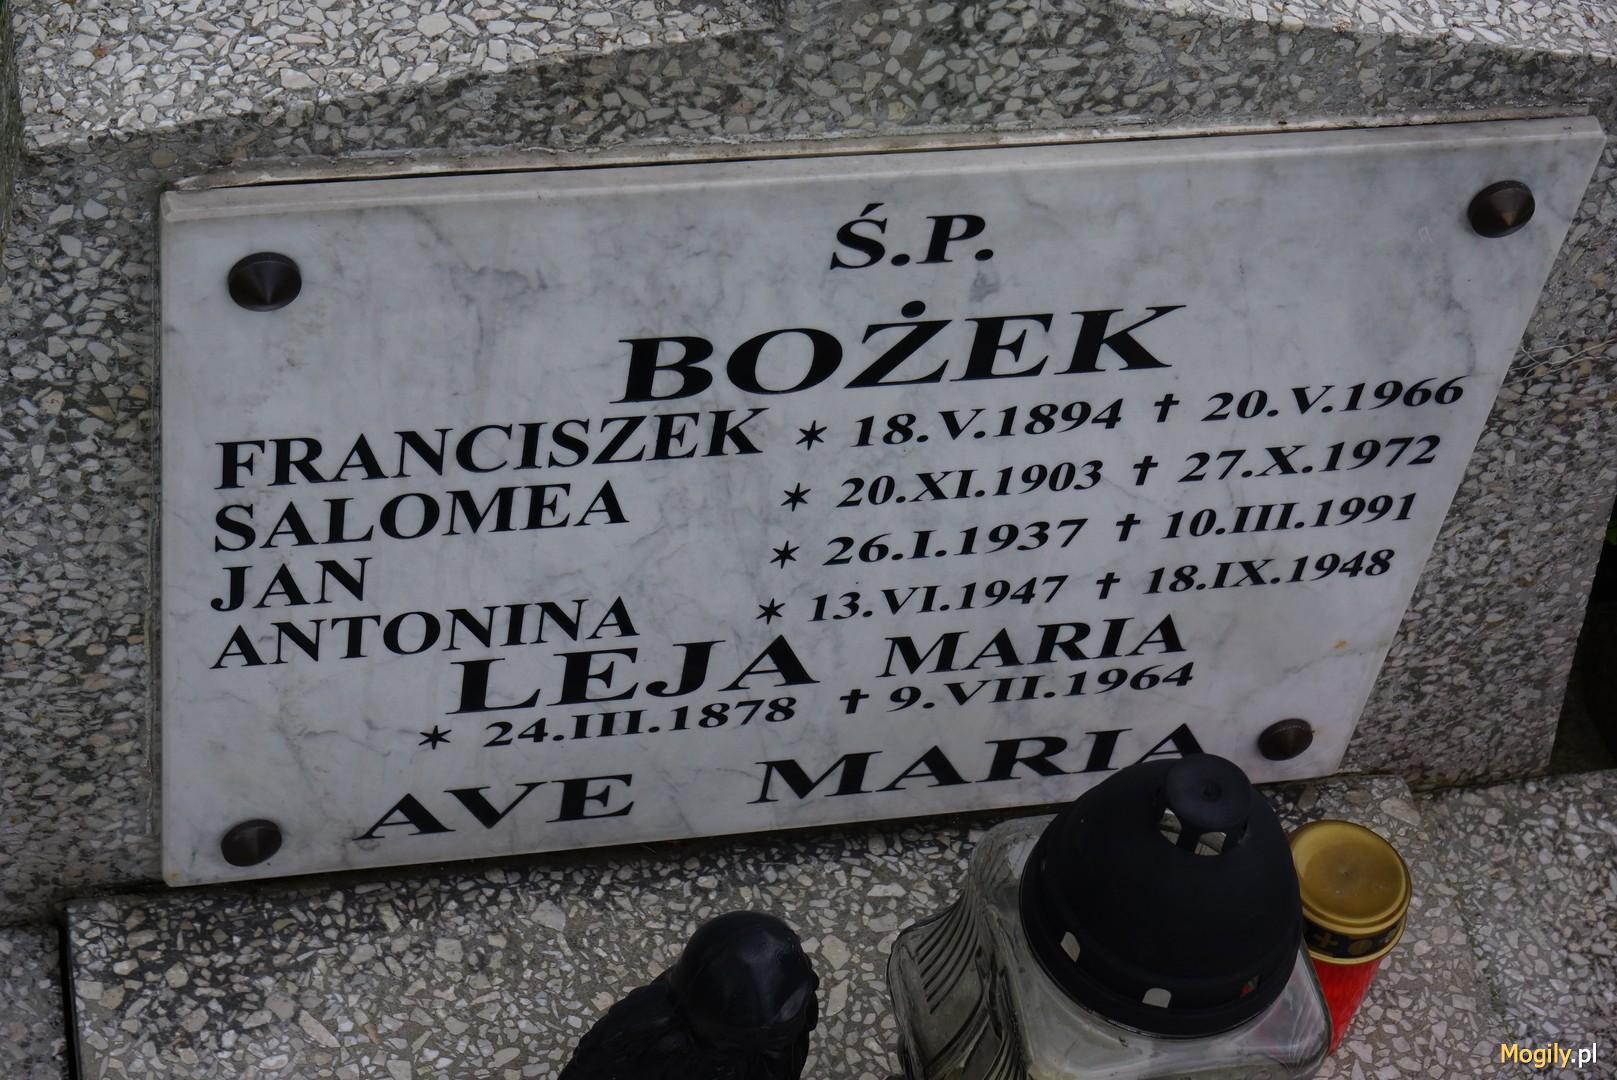 Ś.P.
BOŻEK
FRANCISZEK ✶ 18.V.1894 ✝ 20.V.1966
SALOMEA ✶ 20.XI.1903 ✝ 27.X.1972
JAN ✶ 26.I.1937 ✝ 10.III.1991
ANTONINA ✶ 13.VI.1947 ✝ 18.IX.1948
LEJA MARIA
✶ 24.III.1878 ✝ 9.VII.1964
AVE MARIA
Mogily.pl